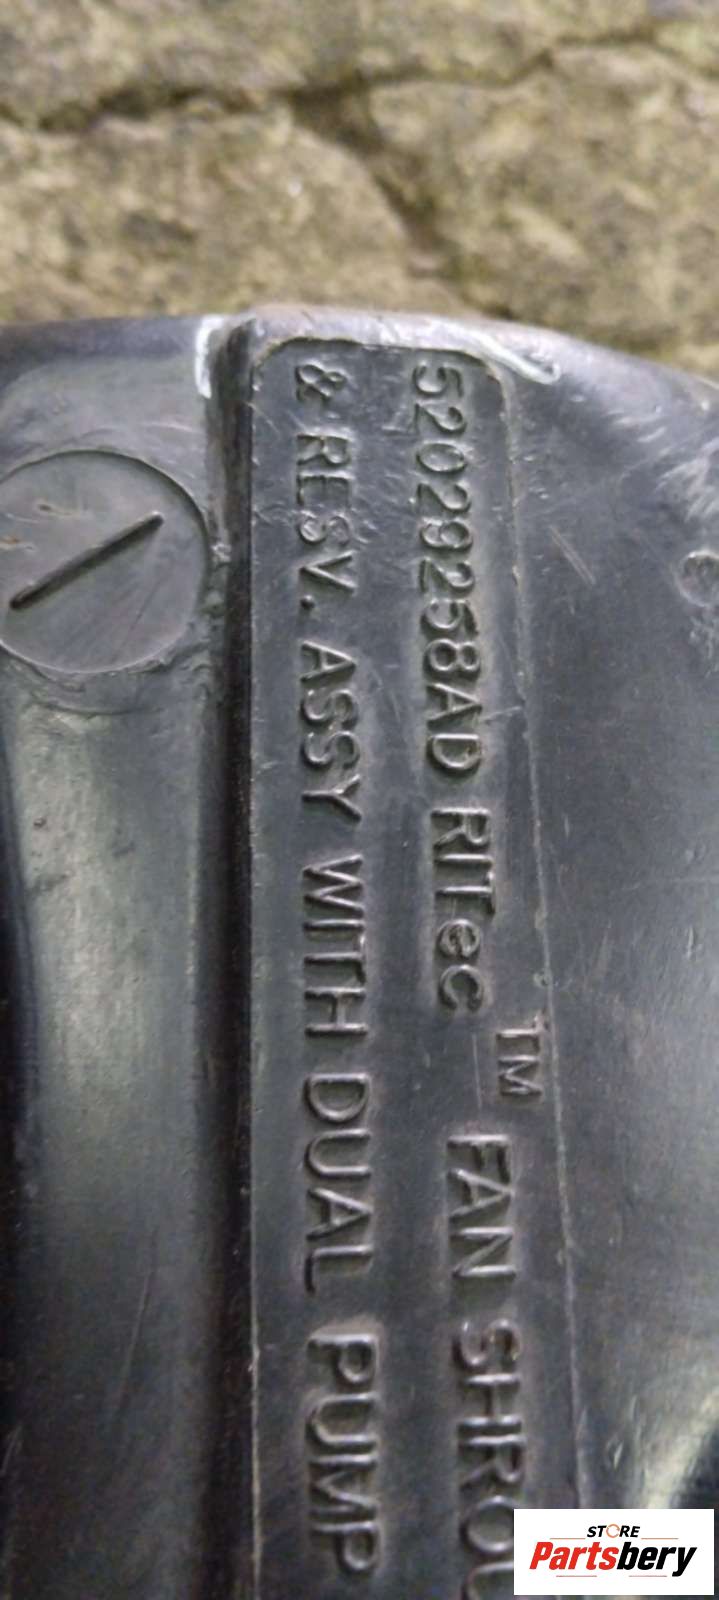 52029258AD RITec™ FAN SHROU
& RESV. ASSY WITH DUAL PUMP
STORE
Partsbery